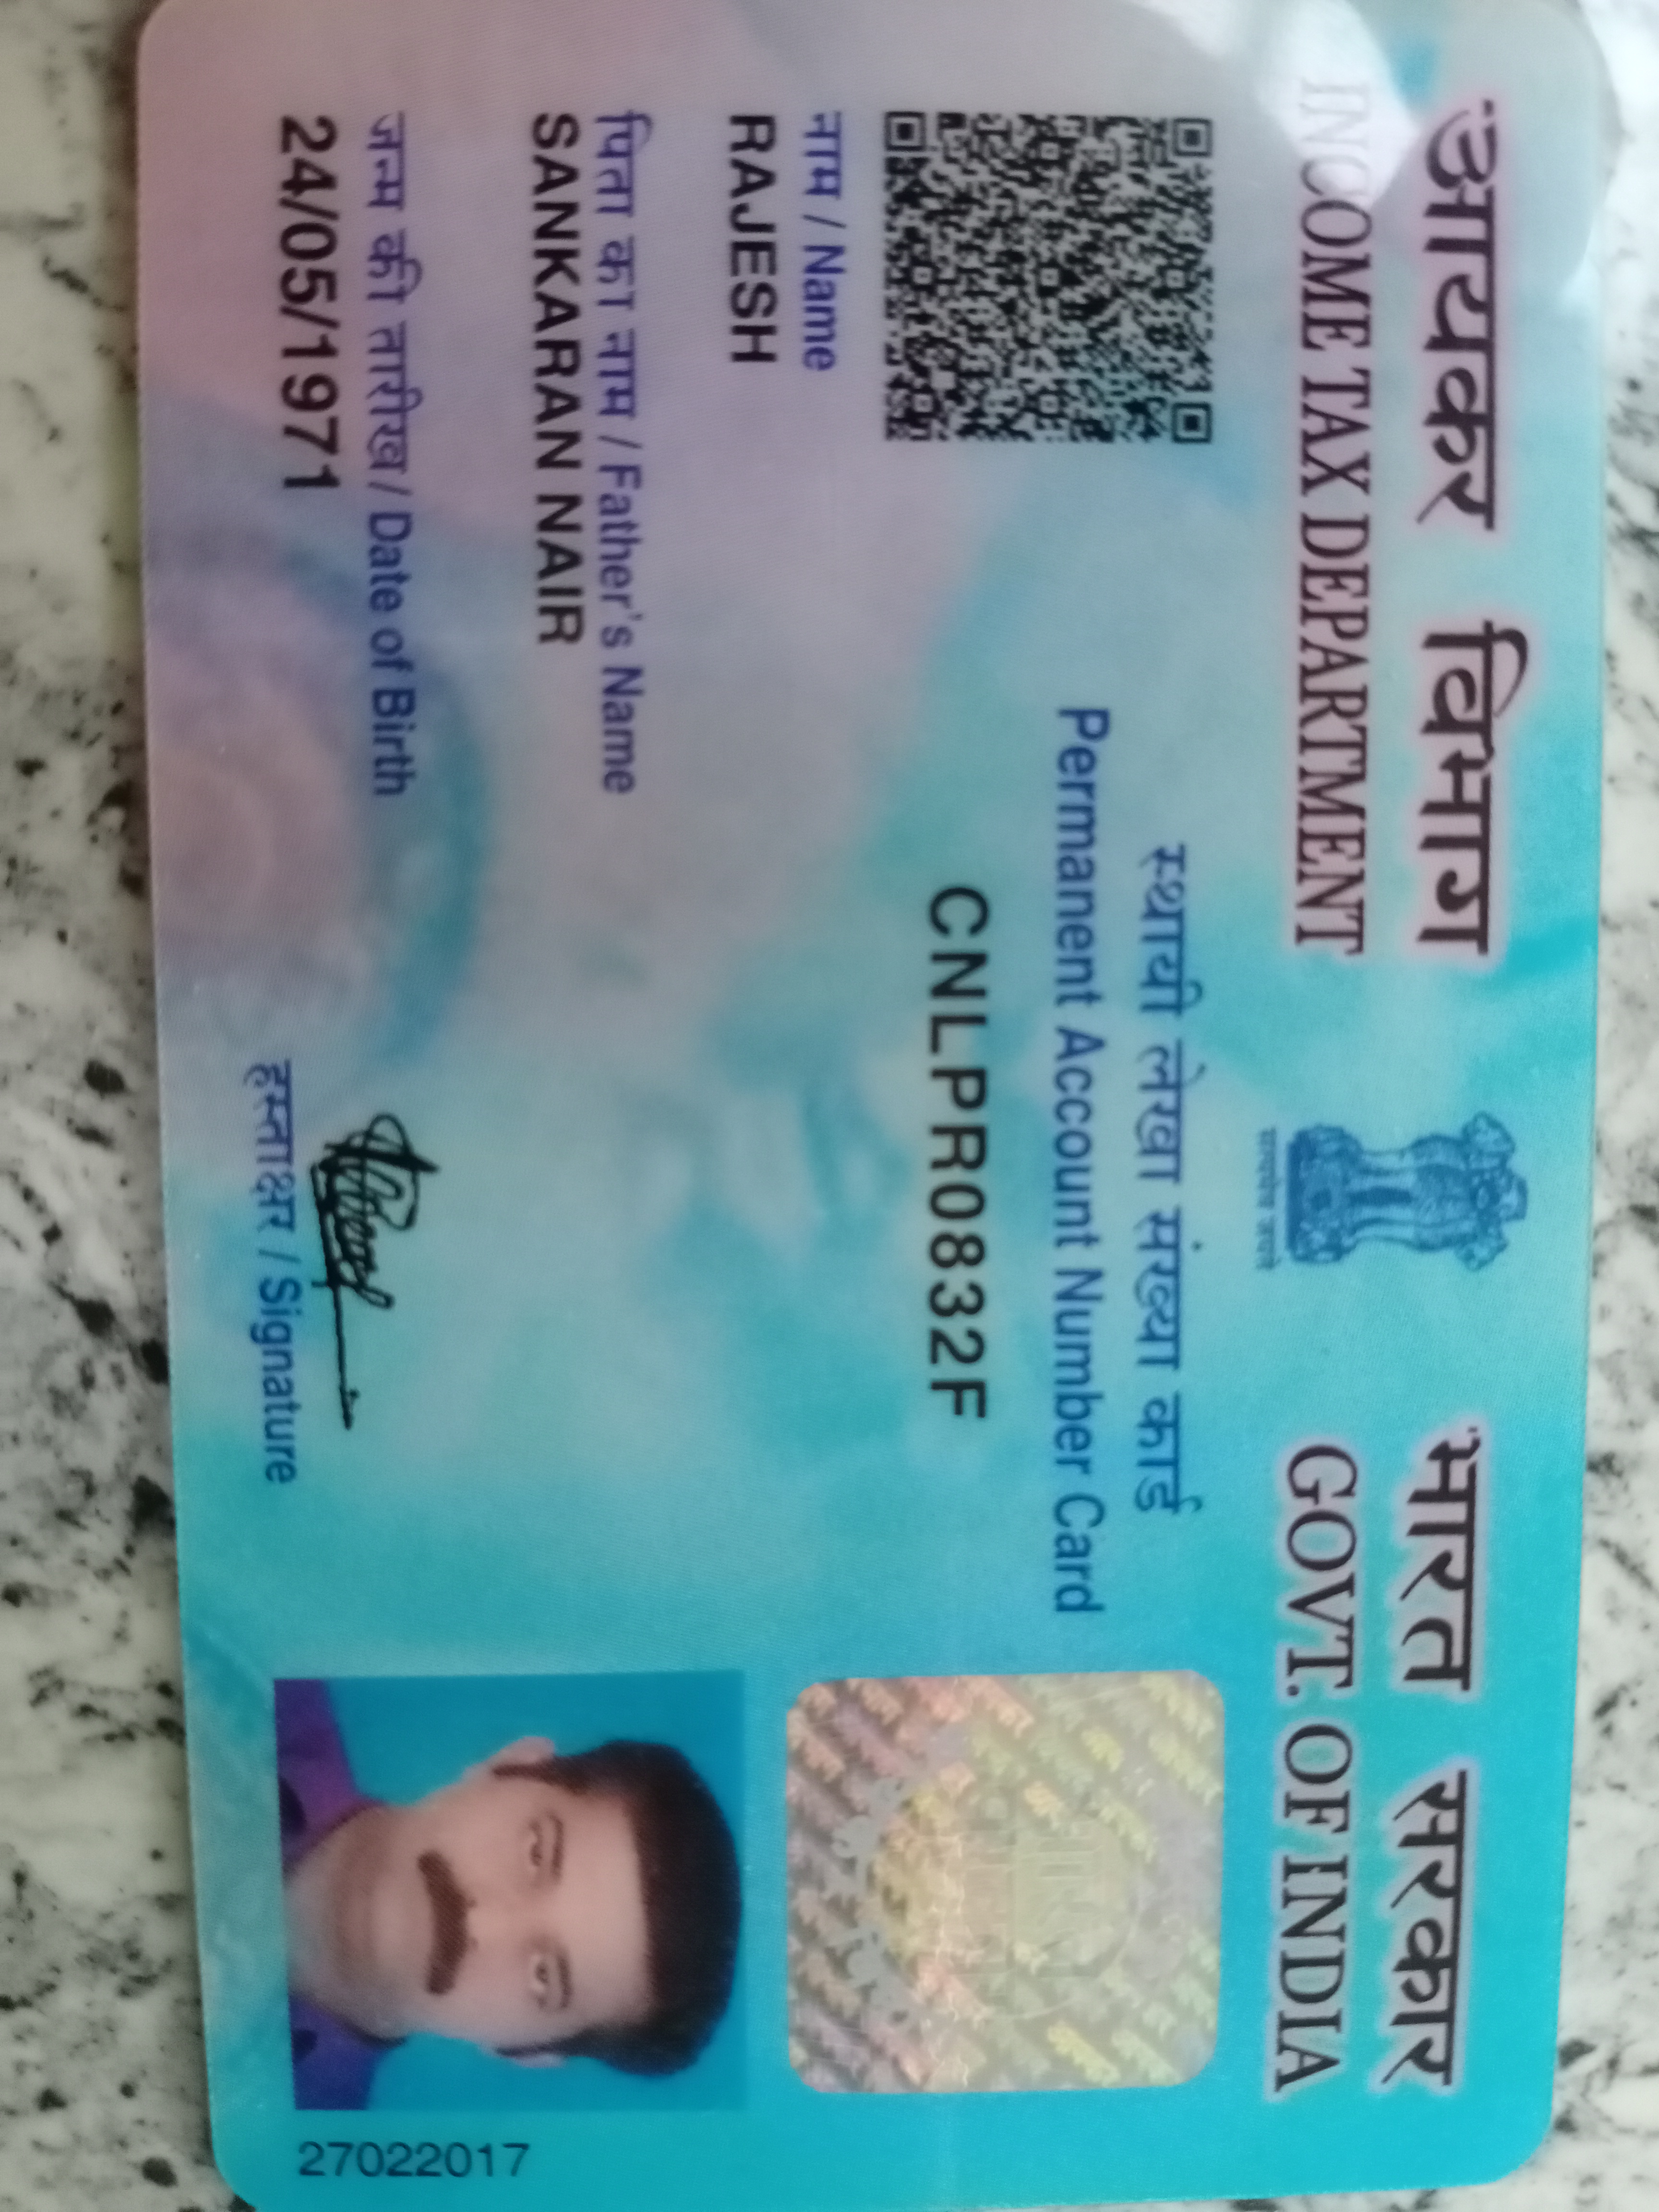 आयकर विभाग
INCOME TAX DEPARTMENT
भारत सरकार
GOVT. OF INDIA
सत्यमेव जयते
स्थायी लेखा संख्या कार्ड
Permanent Account Number Card
CNLPR0832F
नाम / Name
RAJESH
पिता का नाम / Father's Name
SANKARAN NAIR
जन्म की तारीख / Date of Birth
24/05/1971
हस्ताक्षर / Signature
27022017